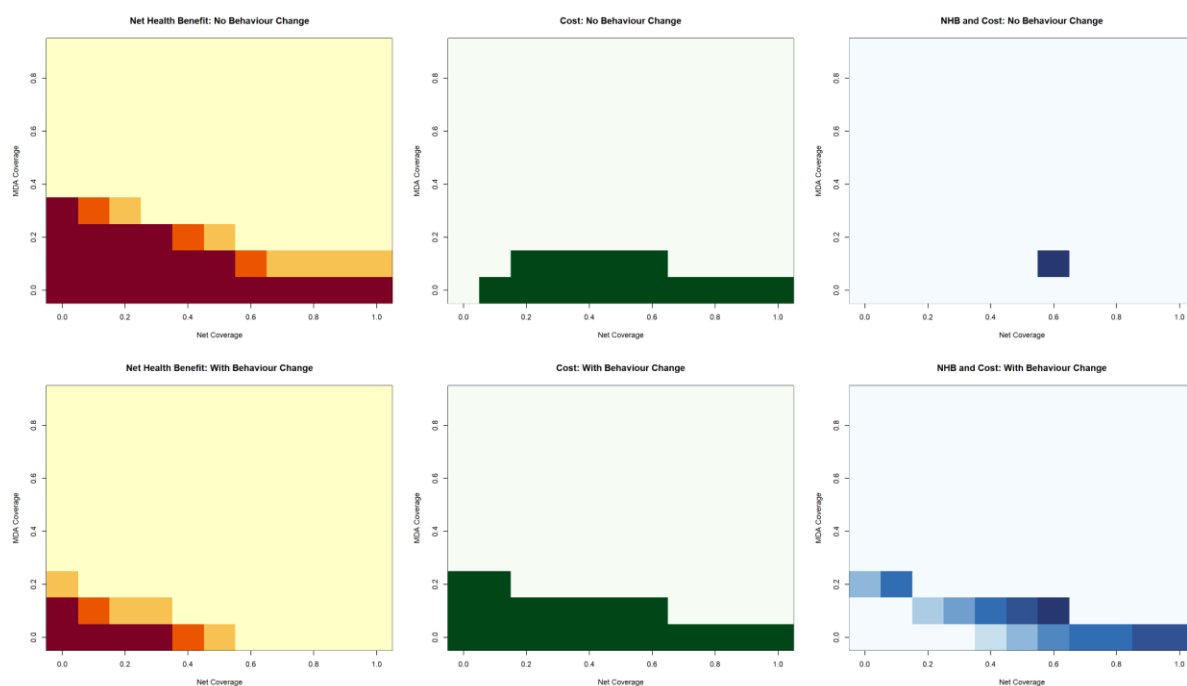 Net Health Benefit: No Behaviour Change
0.8
0.6
0.4
0.2
0.0
MDA Coverage
0.0 0.2 0.4 0.6 0.8 1.0
Net Coverage
Cost: No Behaviour Change
0.8
0.6
0.4
0.2
0.0
MDA Coverage
0.0 0.2 0.4 0.6 0.8 1.0
Net Coverage
NHB and Cost: No Behaviour Change
0.8
0.6
0.4
0.2
0.0
MDA Coverage
0.0 0.2 0.4 0.6 0.8 1.0
Net Coverage
Net Health Benefit: With Behaviour Change
0.8
0.6
0.4
0.2
0.0
MDA Coverage
0.0 0.2 0.4 0.6 0.8 1.0
Net Coverage
Cost: With Behaviour Change
0.8
0.6
0.4
0.2
0.0
MDA Coverage
0.0 0.2 0.4 0.6 0.8 1.0
Net Coverage
NHB and Cost: With Behaviour Change
0.8
0.6
0.4
0.2
0.0
MDA Coverage
0.0 0.2 0.4 0.6 0.8 1.0
Net Coverage